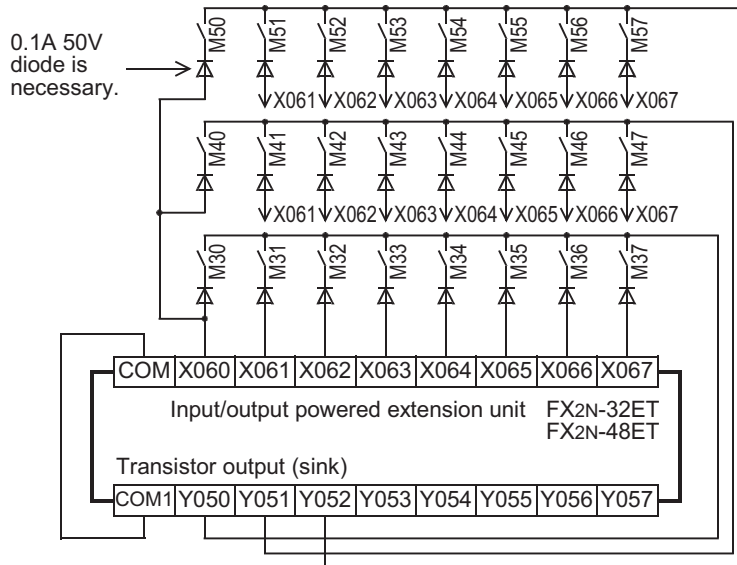 M50 M51 M52 M53 M54 M55 M56 M57
0.1A 50V
diode is
necessary.
X061 X062 X063 X064 X065 X066 X067
M40 M41 M42 M43 M44 M45 M46 M47
X061 X062 X063 X064 X065 X066 X067
M30 M31 M32 M33 M34 M35 M36 M37
COM X060 X061 X062 X063 X064 X065 X066 X067
Input/output powered extension unit FX2N-32ET
FX2N-48ET
Transistor output (sink)
COM1 Y050 Y051 Y052 Y053 Y054 Y055 Y056 Y057